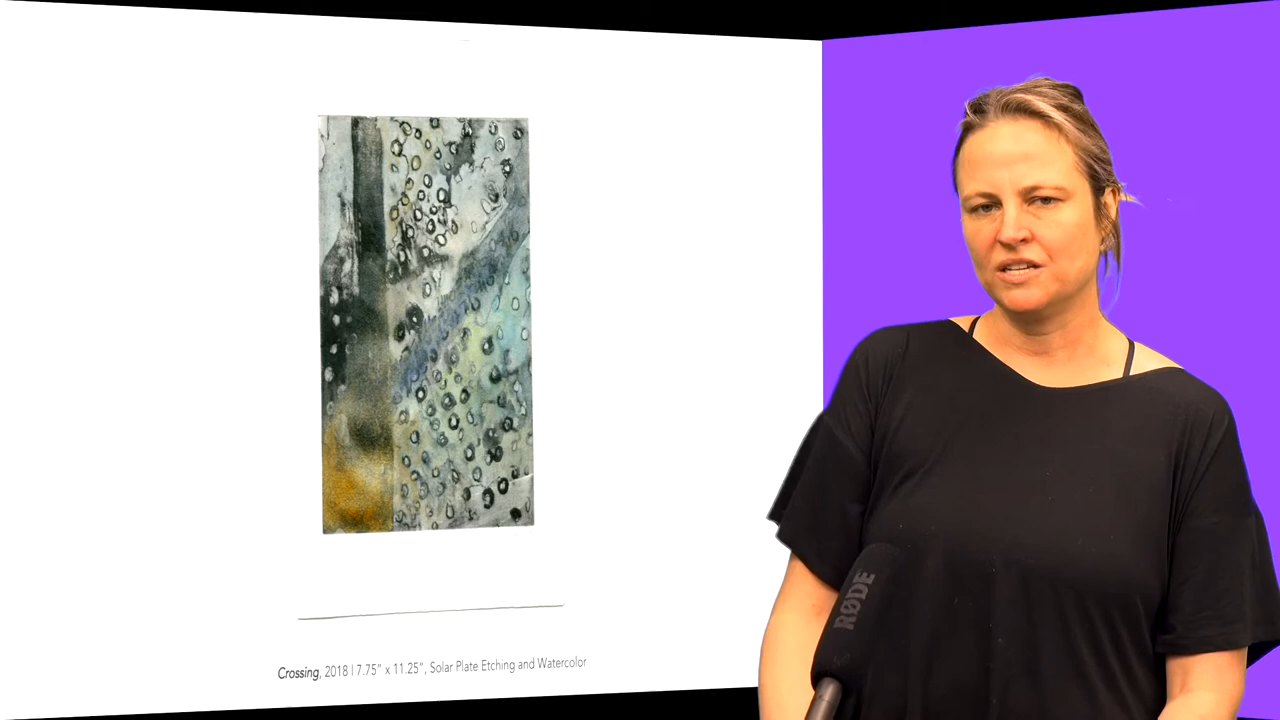 Crossing, 2018 | 7.75" x 11.25", Solar Plate Etching and Watercolor
RØDE